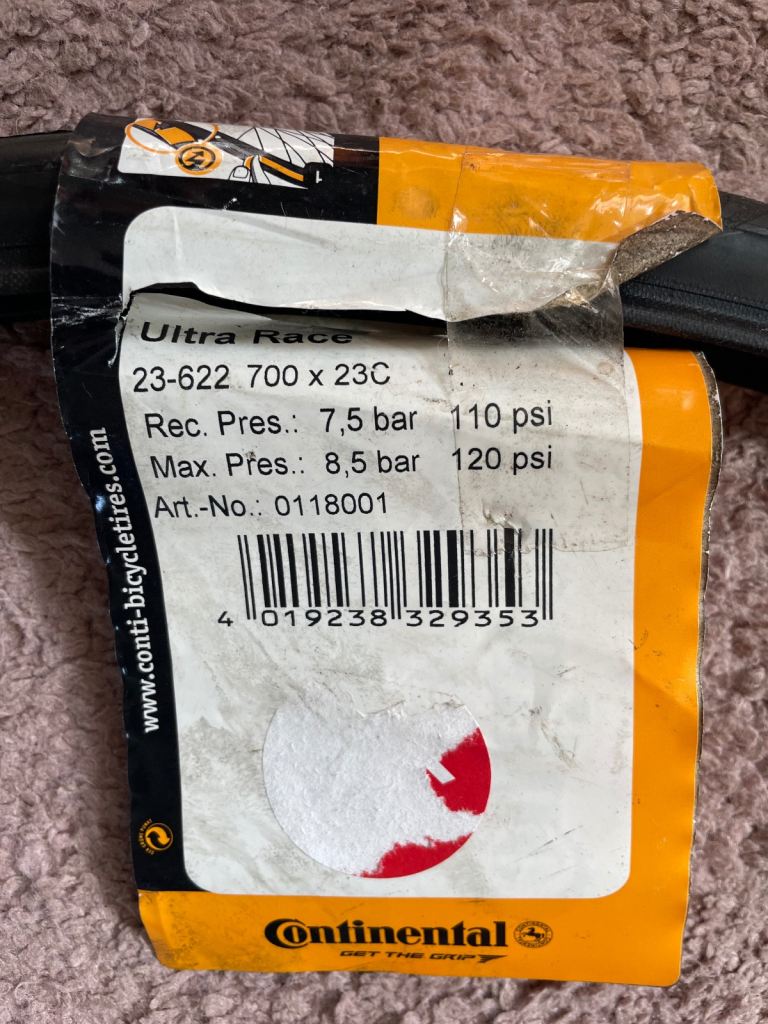 1
Ultra Race
23-622 700 x 23C
Rec. Pres.: 7,5 bar 110 psi
Max. Pres.: 8,5 bar 120 psi
Art.-No.: 0118001
4 019238 329353
www.conti-bicycletires.com
Continental
GET THE GRIP